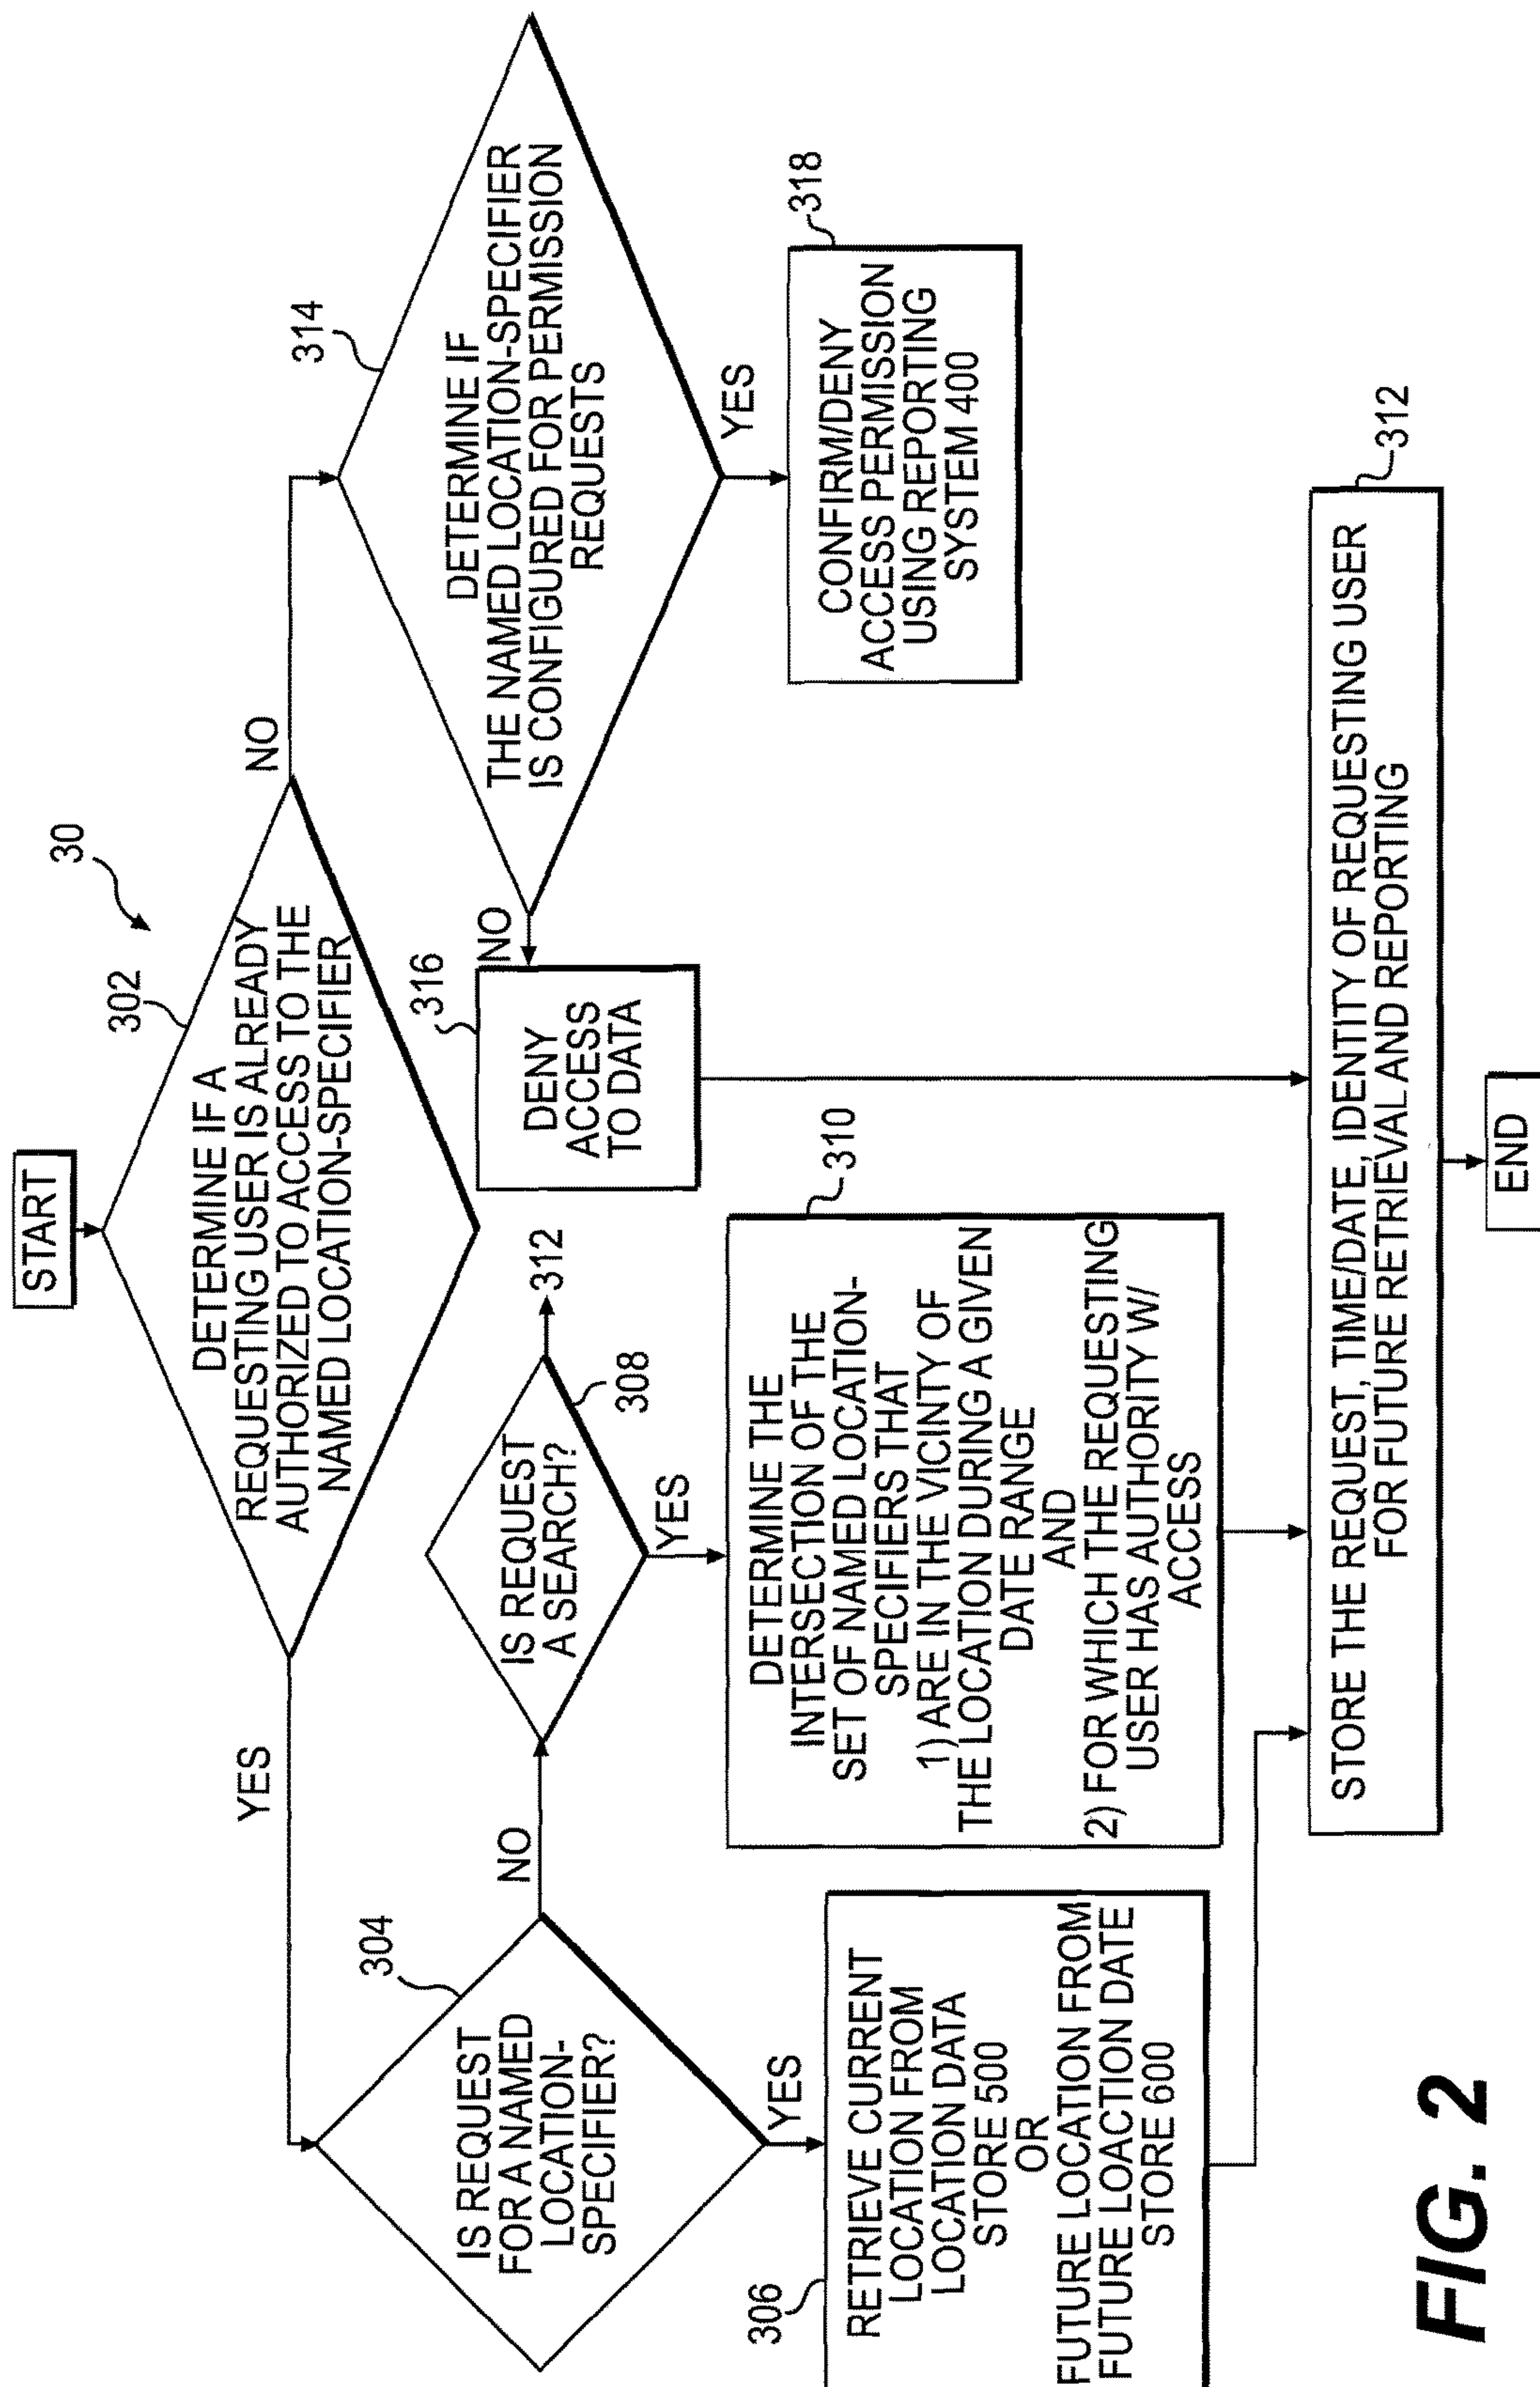 START
30
302
DETERMINE IF A
REQUESTING USER IS ALREADY
AUTHORIZED TO ACCESS TO THE
NAMED LOCATION-SPECIFIER
YES
NO
304
IS REQUEST
FOR A NAMED
LOCATION-
SPECIFIER?
NO
YES
IS REQUEST
A SEARCH?
308
312
YES
316
DENY
ACCESS
TO DATA
NO
314
DETERMINE IF
THE NAMED LOCATION-SPECIFIER
IS CONFIGURED FOR PERMISSION
REQUESTS
YES
306
RETRIEVE CURRENT
LOCATION FROM
LOCATION DATA
STORE 500
OR
FUTURE LOCATION FROM
FUTURE LOACTION DATE
STORE 600
310
DETERMINE THE
INTERSECTION OF THE
SET OF NAMED LOCATION-
SPECIFIERS THAT
1) ARE IN THE VICINTY OF
THE LOCATION DURING A GIVEN
DATE RANGE
AND
2) FOR WHICH THE REQUESTING
USER HAS AUTHORITY W/
ACCESS
318
CONFIRM/DENY
ACCESS PERMISSION
USING REPORTING
SYSTEM 400
312
STORE THE REQUEST, TIME/DATE, IDENTITY OF REQUESTING USER
FOR FUTURE RETRIEVAL AND REPORTING
END
FIG. 2